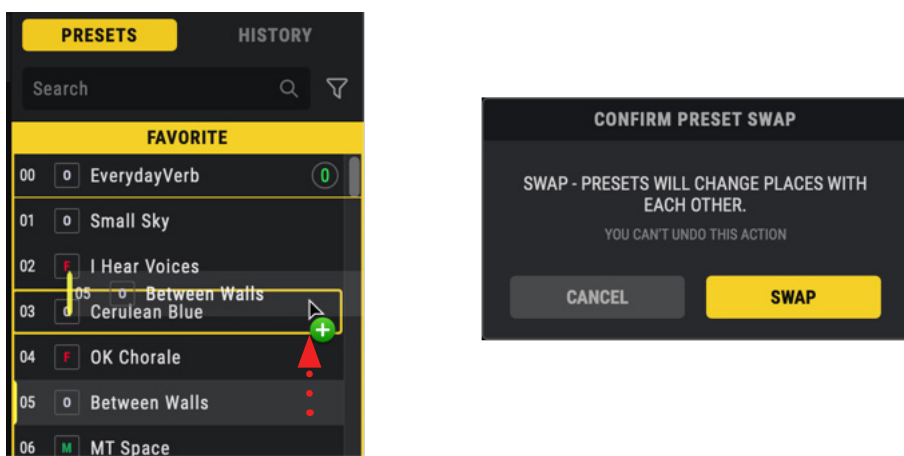 PRESETS HISTORY
Search
FAVORITE
00 O EverydayVerb 0
01 O Small Sky
02 F I Hear Voices
05 O Between Walls
03 O Cerulean Blue
04 F OK Chorale
05 O Between Walls
06 M MT Space
CONFIRM PRESET SWAP
SWAP - PRESETS WILL CHANGE PLACES WITH
EACH OTHER.
YOU CAN'T UNDO THIS ACTION
CANCEL SWAP